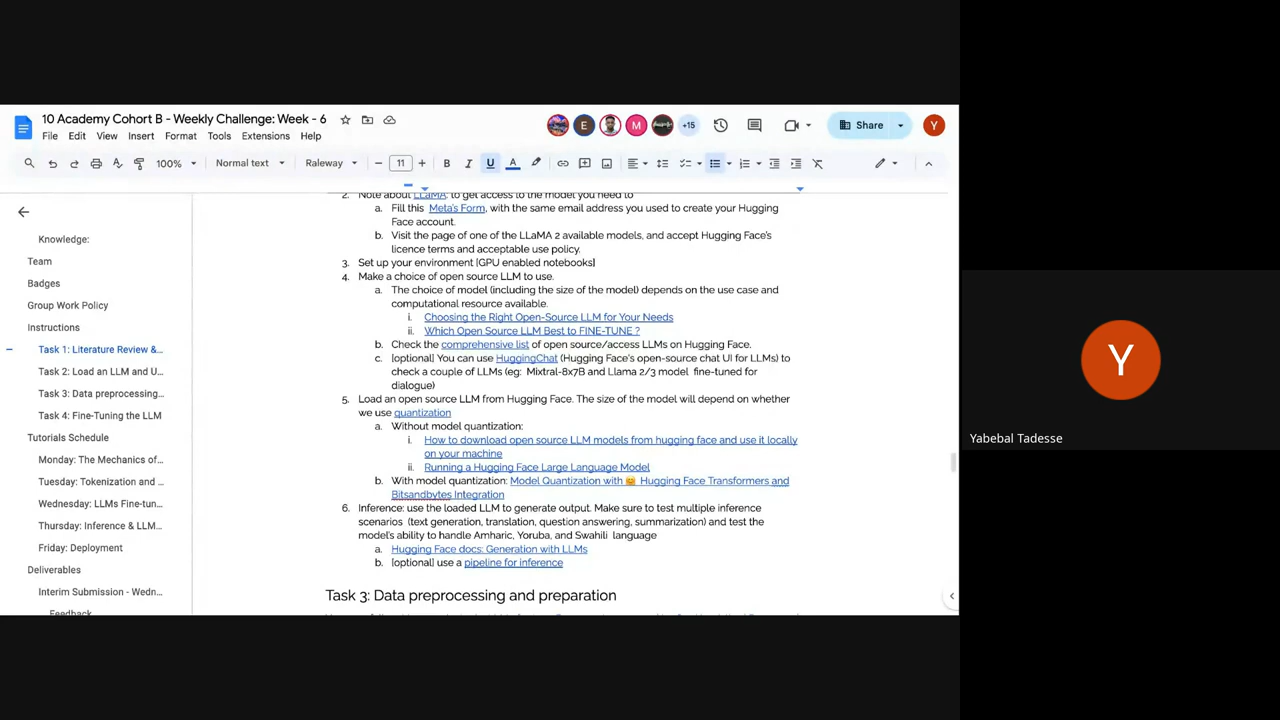 10 Academy Cohort B - Weekly Challenge: Week - 6
File Edit View Insert Format Tools Extensions Help
E M +15 Share Y
100% Normal text Raleway 11 B I U A
2. Note about LLaMA: to get access to the model you need to
a. Fill this Meta's Form, with the same email address you used to create your Hugging
Face account.
b. Visit the page of one of the LLaMA 2 available models, and accept Hugging Face's
licence terms and acceptable use policy.
3. Set up your environment [GPU enabled notebooks]
4. Make a choice of open source LLM to use.
a. The choice of model (including the size of the model) depends on the use case and
computational resource available.
i. Choosing the Right Open-Source LLM for Your Needs
ii. Which Open Source LLM Best to FINE-TUNE ?
b. Check the comprehensive list of open source/access LLMs on Hugging Face.
c. [optional] You can use HuggingChat (Hugging Face's open-source chat UI for LLMs) to
check a couple of LLMs (eg: Mixtral-8x7B and Llama 2/3 model fine-tuned for
dialogue)
5. Load an open source LLM from Hugging Face. The size of the model will depend on whether
we use quantization
a. Without model quantization:
i. How to download open source LLM models from hugging face and use it locally
on your machine
ii. Running a Hugging Face Large Language Model
b. With model quantization: Model Quantization with 🤗 Hugging Face Transformers and
Bitsandbytes Integration
6. Inference: use the loaded LLM to generate output. Make sure to test multiple inference
scenarios (text generation, translation, question answering, summarization) and test the
model's ability to handle Amharic, Yoruba, and Swahili language
a. Hugging Face docs: Generation with LLMs
b. [optional] use a pipeline for inference
Task 3: Data preprocessing and preparation
Knowledge:
Team
Badges
Group Work Policy
Instructions
Task 1: Literature Review &...
Task 2: Load an LLM and U...
Task 3: Data preprocessing...
Task 4: Fine-Tuning the LLM
Tutorials Schedule
Monday: The Mechanics of...
Tuesday: Tokenization and ...
Wednesday: LLMs Fine-tun...
Thursday: Inference & LLM...
Friday: Deployment
Deliverables
Interim Submission - Wedn...
Feedback
Y
Yabebal Tadesse